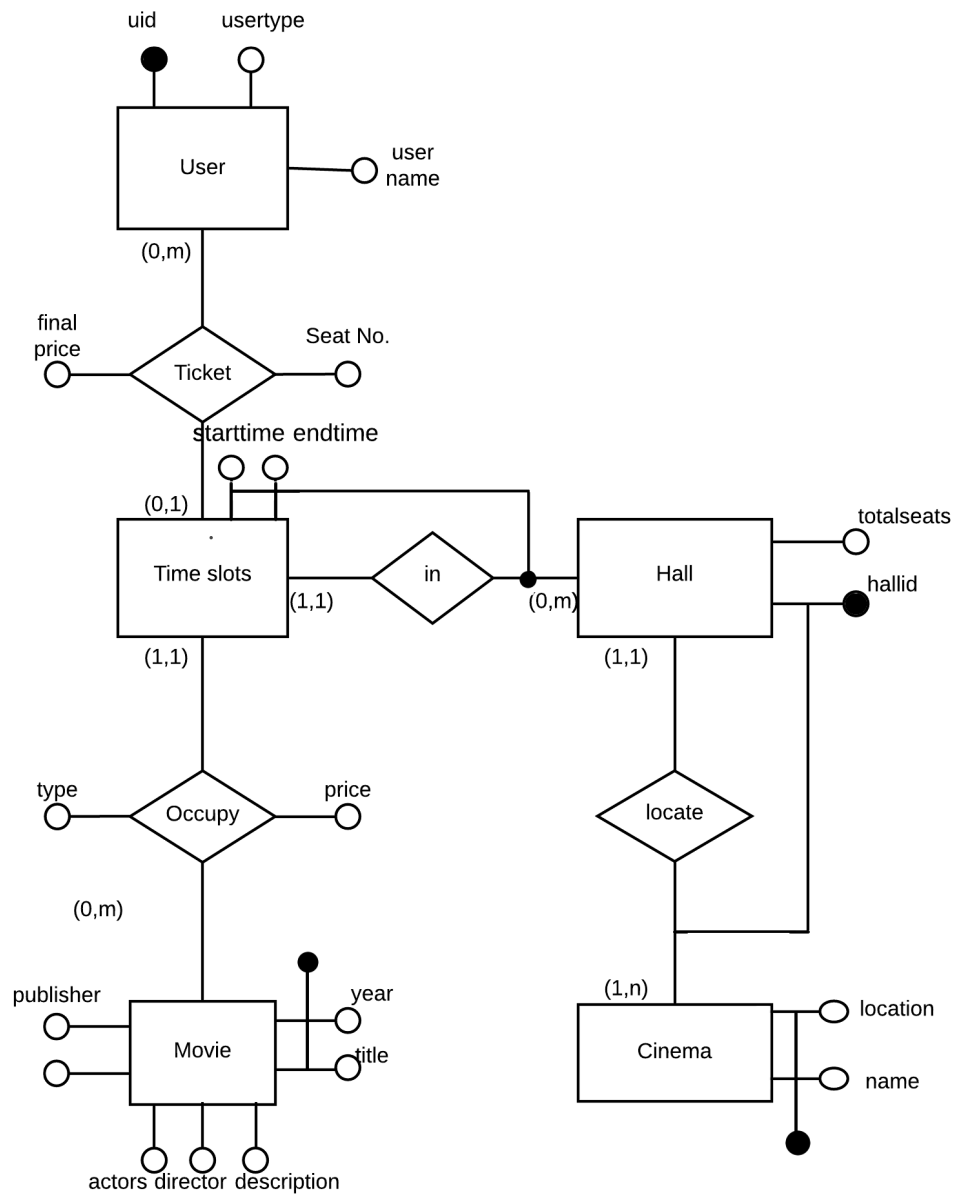 uid
usertype
User
user
name
(0,m)
final
price
Seat No.
Ticket
starttime endtime
(0,1)
totalseats
Time slots
in
Hall
hallid
(1,1)
(0,m)
(1,1)
(1,1)
type
price
Occupy
locate
(0,m)
(1,n)
publisher
year
location
Movie
title
Cinema
name
actors director description